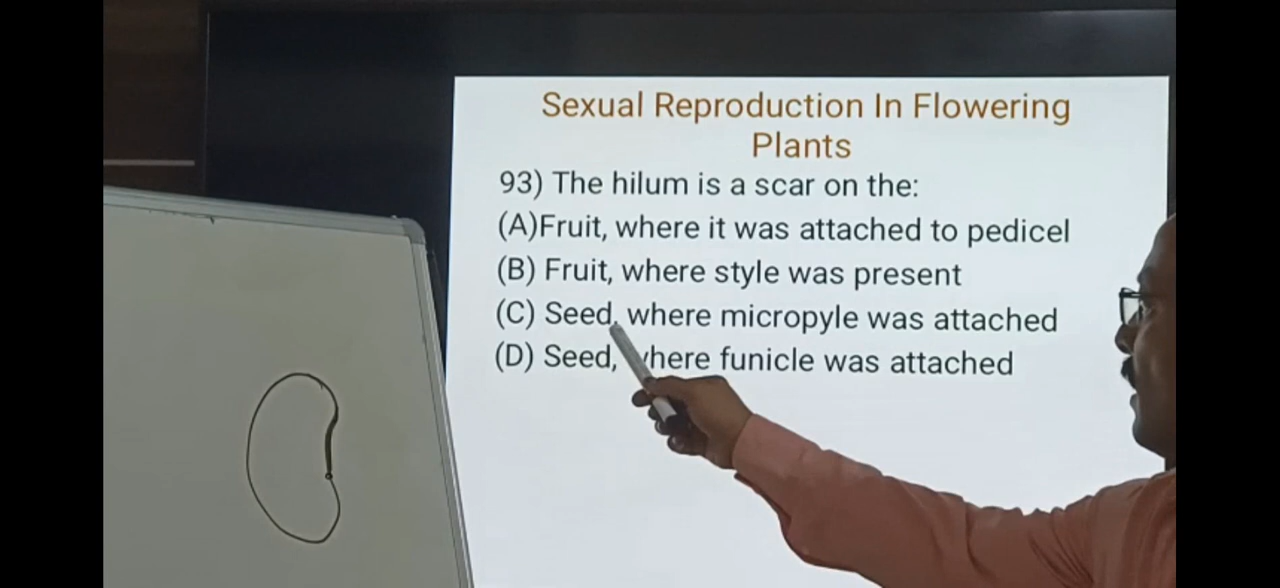 Sexual Reproduction In Flowering
Plants
93) The hilum is a scar on the:
(A)Fruit, where it was attached to pedicel
(B) Fruit, where style was present
(C) Seed, where micropyle was attached
(D) Seed, where funicle was attached